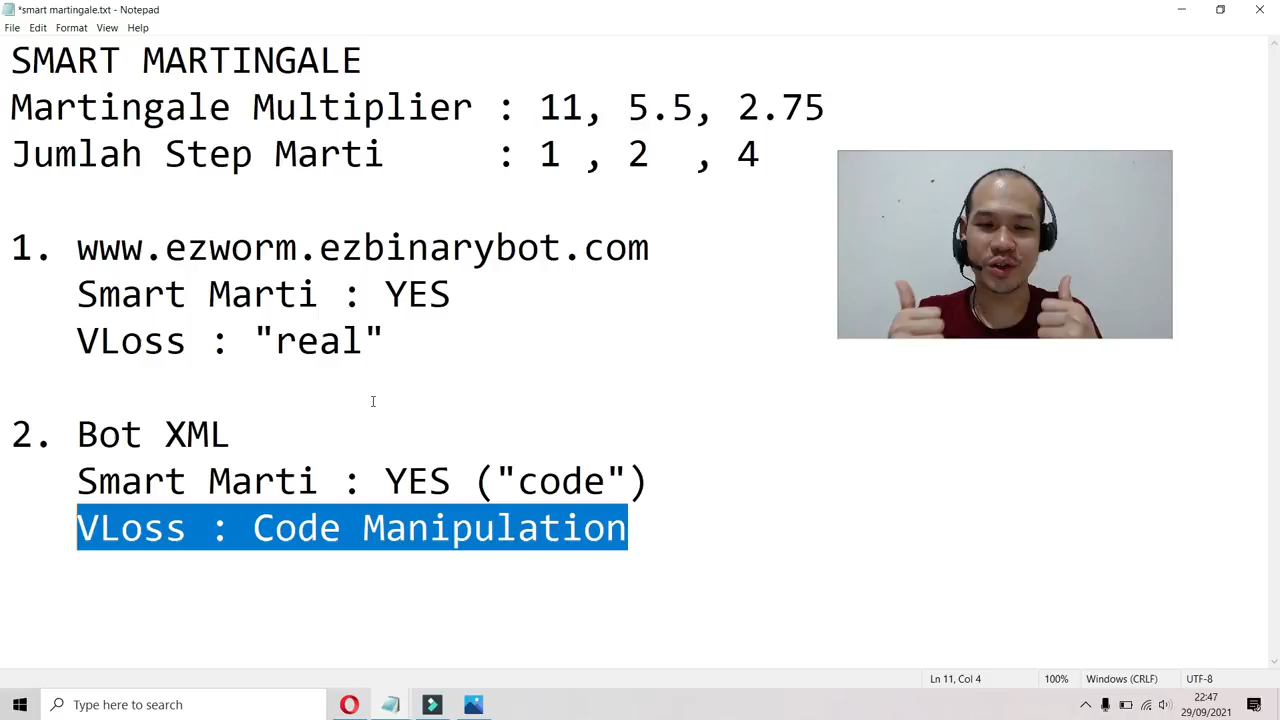 *smart martingale.txt - Notepad
File Edit Format View Help
SMART MARTINGALE
Martingale Multiplier : 11, 5.5, 2.75
Jumlah Step Marti : 1 , 2 , 4
1. www.ezworm.ezbinarybot.com
Smart Marti : YES
VLoss : "real"
2. Bot XML
Smart Marti : YES ("code")
VLoss : Code Manipulation
Ln 11, Col 4 100% Windows (CRLF) UTF-8
Type here to search
22:47
29/09/2021